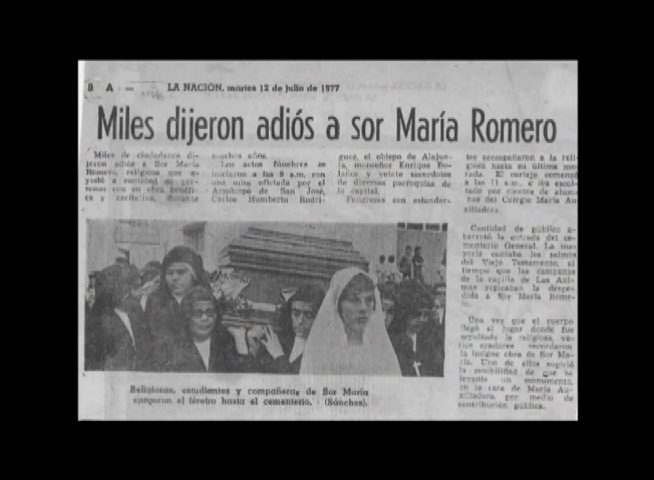 8 A - LA NACION, martes 12 de julio de 1977
Miles dijeron adiós a sor María Romero
Miles de ciudadanos di-
jeron adiós a Sor María
Romero, religiosa que a-
yudó a cantidad de per-
sonas con su obra benéfi-
ca y caritativa, durante
muchos años.
Los actos fúnebres se
iniciaron a las 9 a.m. con
una misa oficiada por el
Arzobispo de San José,
Carlos Humberto Rodrí-
guez, el obispo de Alajue-
la, monseñor Enrique Bo-
laños y veinte sacerdotes
de diversas parroquias de
la capital.
Feligreses con estandar-
tes acompañaron a la reli-
giosa hasta su última mo-
rada. El cortejo comenzó
a las 11 a.m., e iba escol-
tado por cientos de alum-
nas del Colegio María Au-
xiliadora.
Cantidad de público a-
barrotó la entrada del ce-
menterio General. La ma-
yoría cantaba los salmos
del Viejo Testamento, al
tiempo que las campanas
de la capilla de Las Ani-
mas repicaban la despe-
dida a Sor María Rome-
ro.
Una vez que el cuerpo
llegó al lugar donde fue
sepultada la religiosa, va-
rios oradores recordaron
la insigne obra de Sor Ma-
ría. Uno de ellos sugirió
la posibilidad de que se
levante un monumento,
en la casa de María Au-
xiliadora, por medio de
contribución pública.
Religiosas, estudiantes y compañeras de Sor María
cargaron el féretro hasta el cementerio. - (Sánchez).